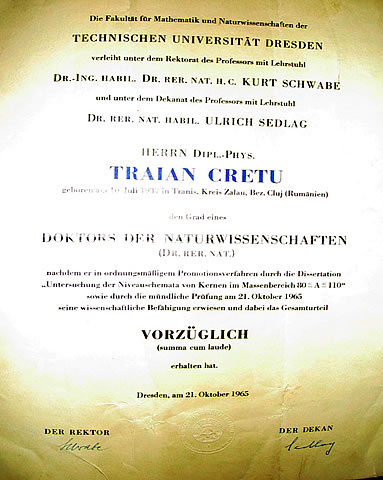 Die Fakultät für Mathematik und Naturwissenschaften der
TECHNISCHEN UNIVERSITÄT DRESDEN
verleiht unter dem Rektorat des Professors mit Lehrstuhl
DR.-ING. HABIL. DR. RER. NAT. H. C. KURT SCHWABE
und unter dem Dekanat des Professors mit Lehrstuhl
DR. RER. NAT. HABIL. ULRICH SEDLAG
HERRN DIPL.-PHYS.
TRAIAN CRETU
geboren Juli in Tranis, Kreis Zalau, Bez. Cluj (Rumänien)
den Grad eines
DOKTORS DER NATURWISSENSCHAFTEN
(DR. RER. NAT.)
nachdem er in ordnungsmäßigem Promotionsverfahren durch die Dissertation
„Untersuchung der Niveauschemata von Kernen im Massenbereich 80 ≤ A ≤ 110“
sowie durch die mündliche Prüfung am 21. Oktober 1965
seine wissenschaftliche Befähigung erwiesen und dabei das Gesamturteil
VORZÜGLICH
(summa cum laude)
erhalten hat.
Dresden, am 21. Oktober 1965
DER REKTOR
DER DEKAN
Schwabe